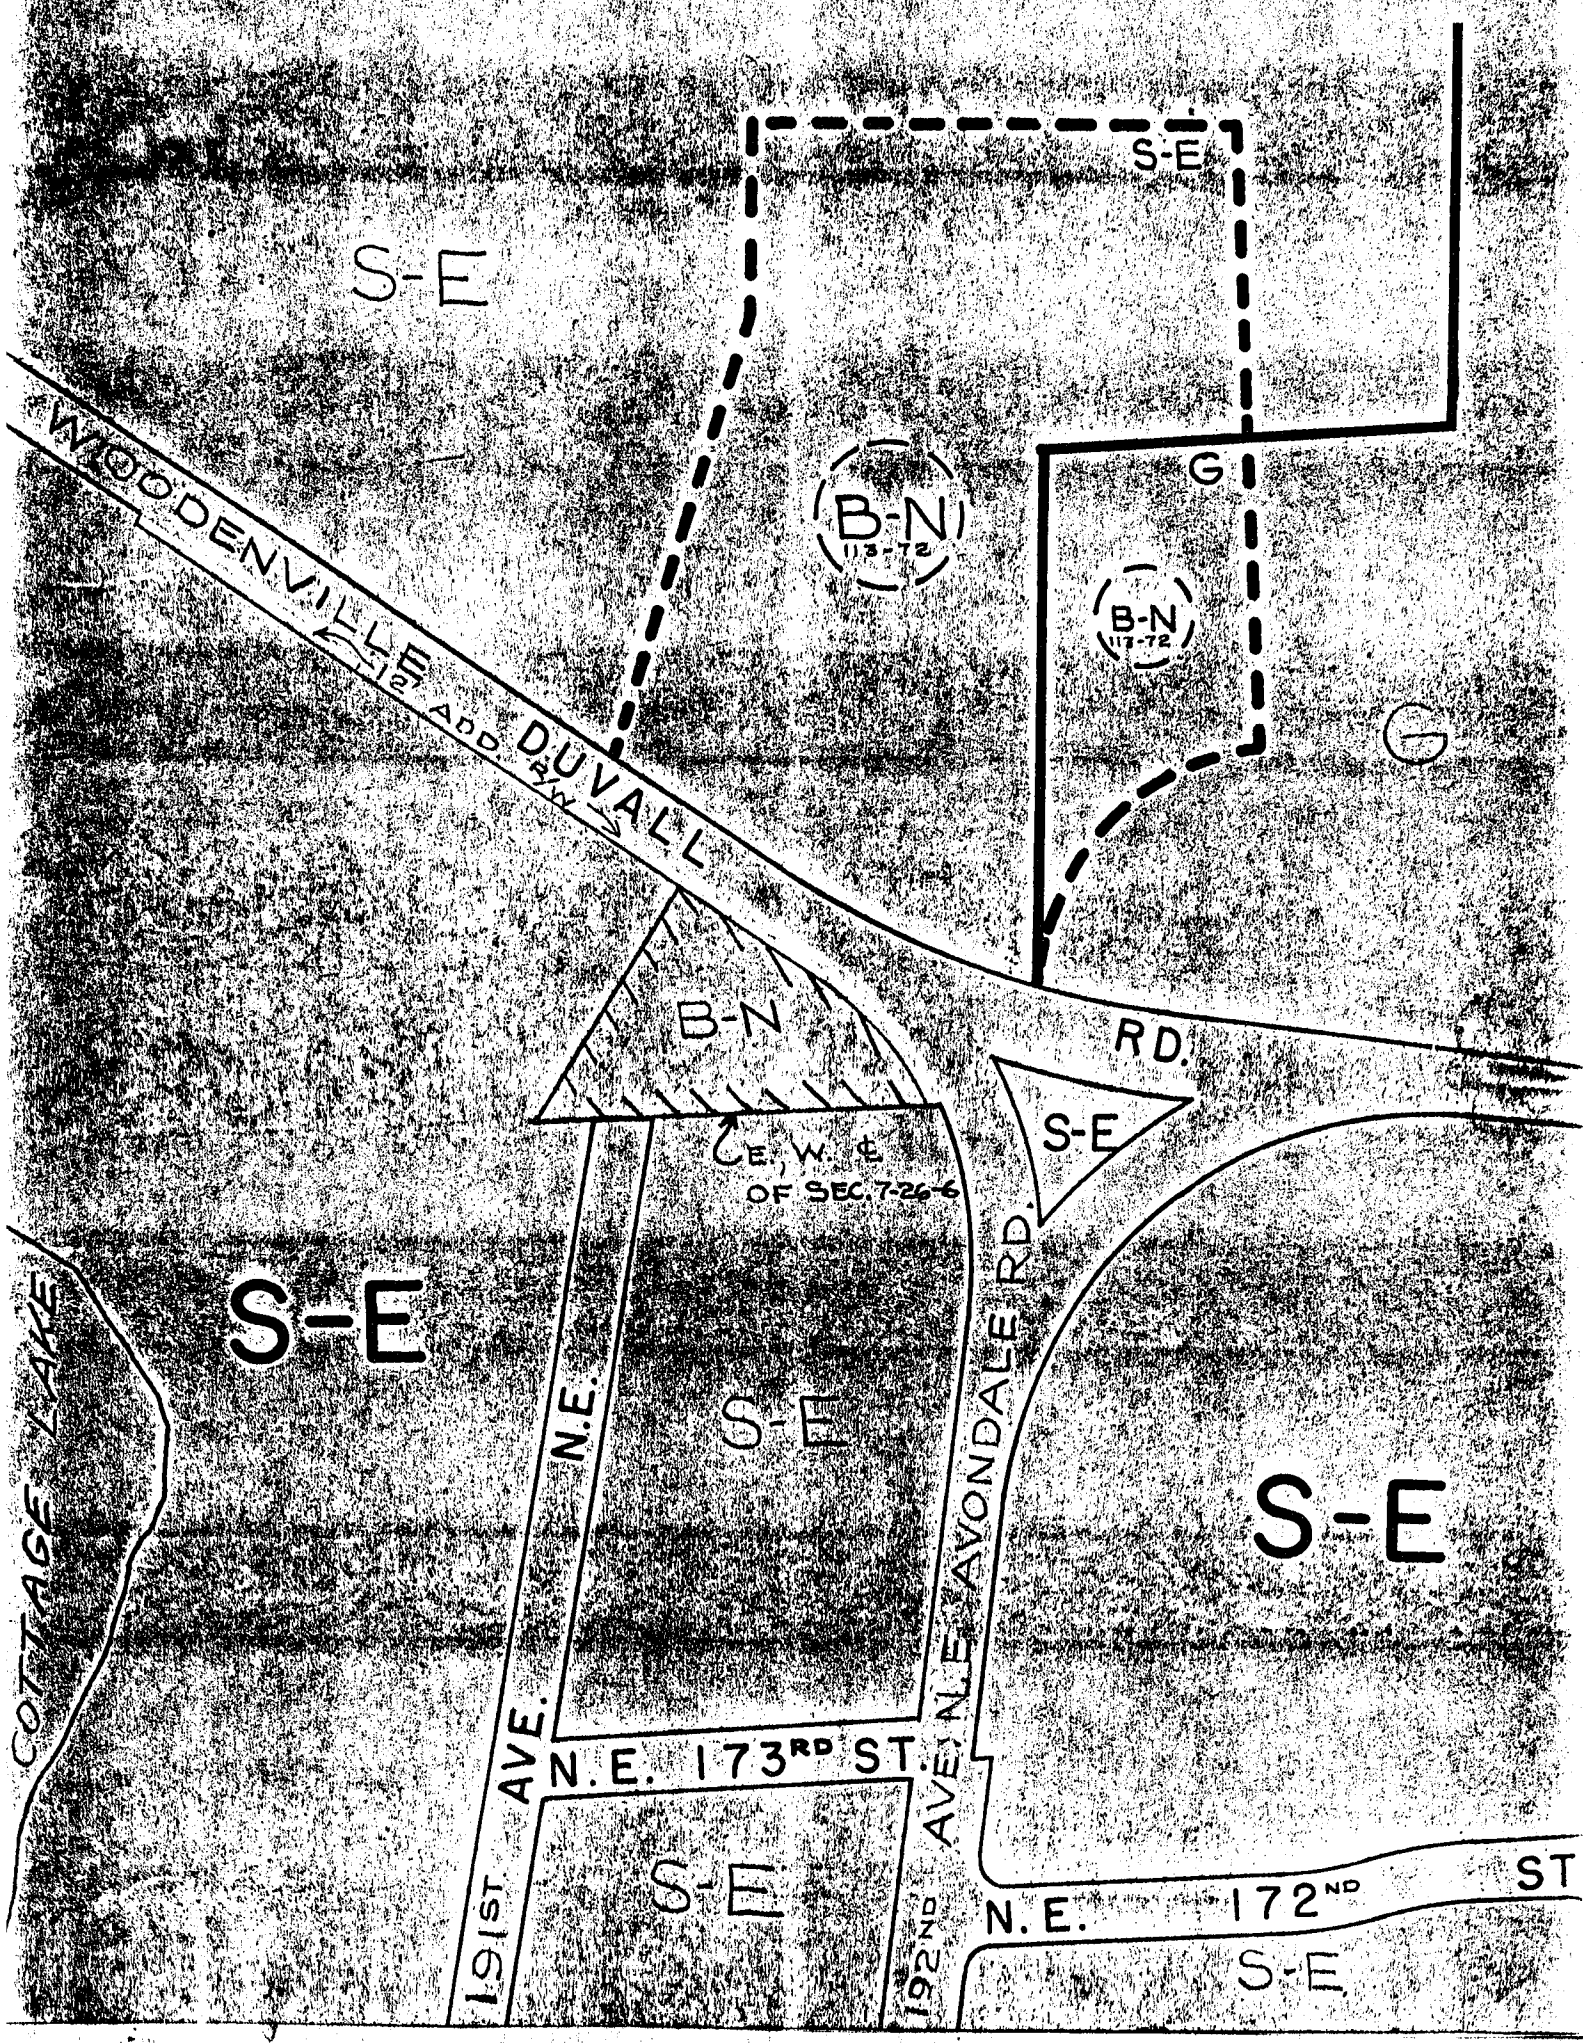 S-E
S-E
WOODENVILLE DUVALL RD.
12' ADD. R/W
B-N
113-72
G
B-N
113-72
G
B-N
S-E
E., W. ℄
OF SEC. 7-26-6
COTTAGE LAKE
S-E
191ST. AVE. N.E.
S-E
192ND AVE. N.E. AVONDALE RD.
S-E
N.E. 173RD ST.
S-E
N.E. 172ND ST
S-E